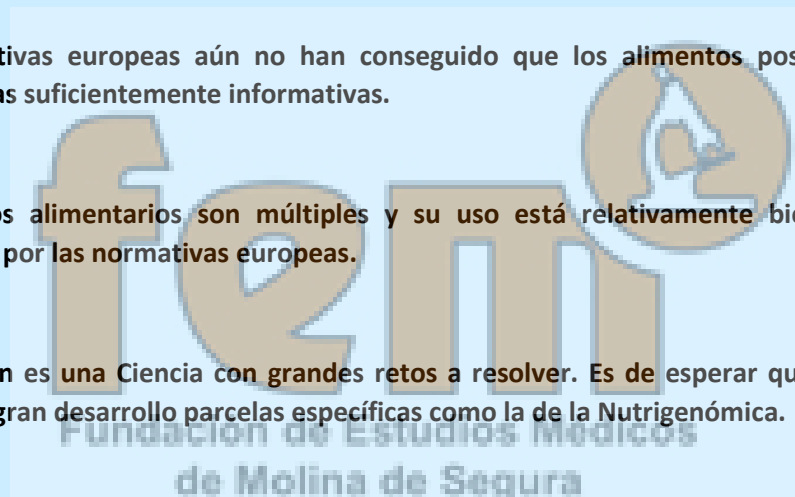 tivas europeas aún no han conseguido que los alimentos pos
as suficientemente informativas.
os alimentarios son múltiples y su uso está relativamente bie
por las normativas europeas.
n es una Ciencia con grandes retos a resolver. Es de esperar qu
gran desarrollo parcelas específicas como la de la Nutrigenómica.
fem
Fundación de Estudios Médicos
de Molina de Segura